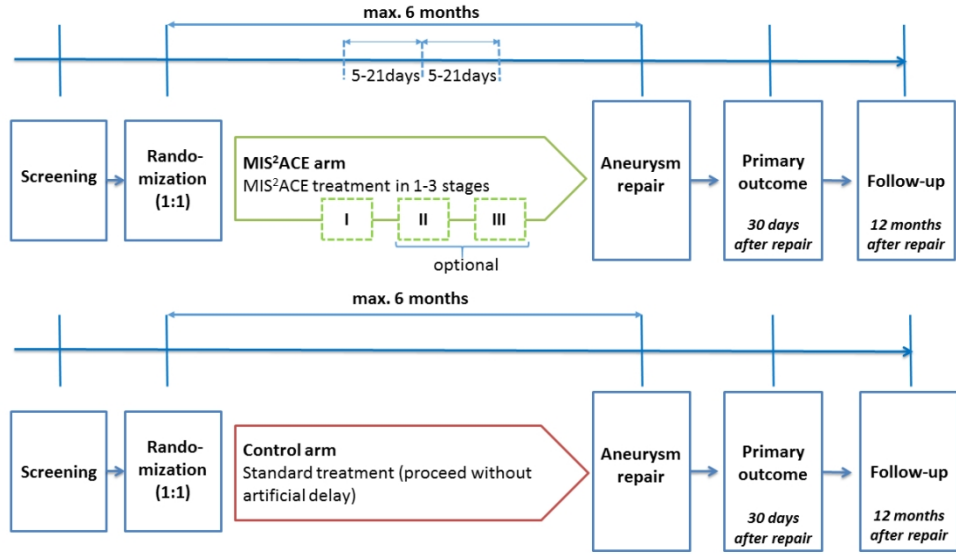 max. 6 months
5-21days 5-21days
Screening
Rando-
mization
(1:1)
MIS²ACE arm
MIS²ACE treatment in 1-3 stages
I II III
optional
Aneurysm
repair
Primary
outcome
30 days
after repair
Follow-up
12 months
after repair
max. 6 months
Screening
Rando-
mization
(1:1)
Control arm
Standard treatment (proceed without
artificial delay)
Aneurysm
repair
Primary
outcome
30 days
after repair
Follow-up
12 months
after repair